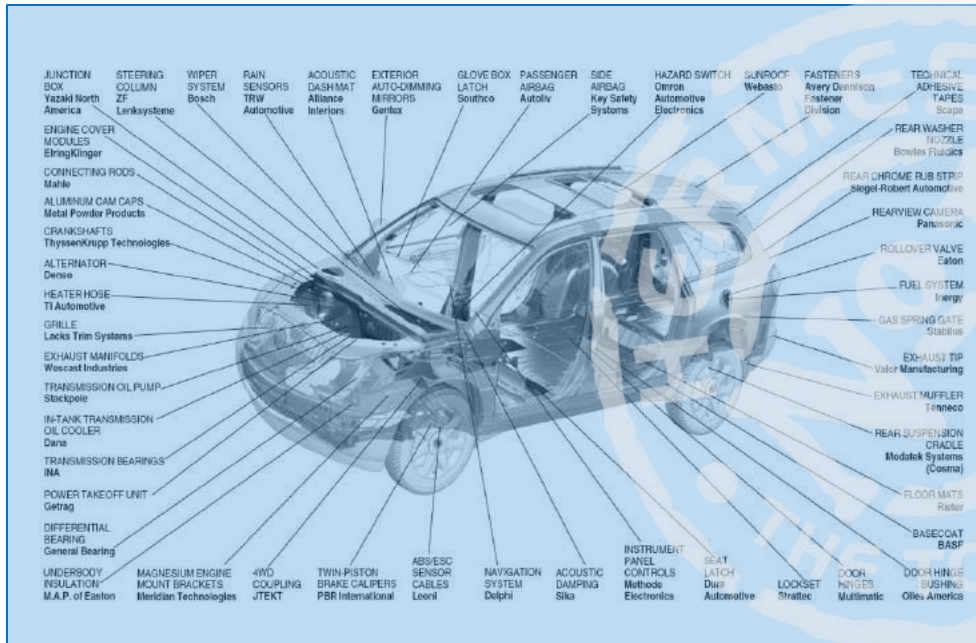 JUNCTION
BOX
Yazaki North
America
STEERING
COLUMN
ZF
Lenksysteme
WIPER
SYSTEM
Bosch
RAIN
SENSORS
TRW
Automotive
ACOUSTIC
DASH MAT
Alliance
Interiors
EXTERIOR
AUTO-DIMMING
MIRRORS
Gentex
GLOVE BOX
LATCH
Southco
PASSENGER
AIRBAG
Autoliv
SIDE
AIRBAG
Key Safety
Systems
HAZARD SWITCH
Omron
Automotive
Electronics
SUNROOF
Webasto
FASTENERS
Avery Dennison
Fastener
Division
TECHNICAL
ADHESIVE
TAPES
Scapa
ENGINE COVER
MODULES
ElringKlinger
CONNECTING RODS
Mahle
ALUMINUM CAM CAPS
Metal Powder Products
CRANKSHAFTS
ThyssenKrupp Technologies
ALTERNATOR
Denso
HEATER HOSE
TI Automotive
GRILLE
Lacks Trim Systems
EXHAUST MANIFOLDS
Wescast Industries
TRANSMISSION OIL PUMP
Stackpole
IN-TANK TRANSMISSION
OIL COOLER
Dana
TRANSMISSION BEARINGS
INA
POWER TAKEOFF UNIT
Getrag
DIFFERENTIAL
BEARING
General Bearing
UNDERBODY
INSULATION
M.A.P. of Easton
REAR WASHER
NOZZLE
Bowles Fluidics
REAR CHROME RUB STRIP
Siegel-Robert Automotive
REARVIEW CAMERA
Panasonic
ROLLOVER VALVE
Eaton
FUEL SYSTEM
Inergy
GAS SPRING GATE
Stabilus
EXHAUST TIP
Valor Manufacturing
EXHAUST MUFFLER
Tenneco
REAR SUSPENSION
CRADLE
Modatek Systems
(Cosma)
FLOOR MATS
Rieter
BASECOAT
BASF
MAGNESIUM ENGINE
MOUNT BRACKETS
Meridian Technologies
4WD
COUPLING
JTEKT
TWIN-PISTON
BRAKE CALIPERS
PBR International
ABS/ESC
SENSOR
CABLES
Leoni
NAVIGATION
SYSTEM
Delphi
ACOUSTIC
DAMPING
Sika
INSTRUMENT
PANEL
CONTROLS
Methode
Electronics
SEAT
LATCH
Dura
Automotive
LOCKSET
Strattec
DOOR
HINGES
Multimatic
DOOR HINGE
BUSHING
Oiles America